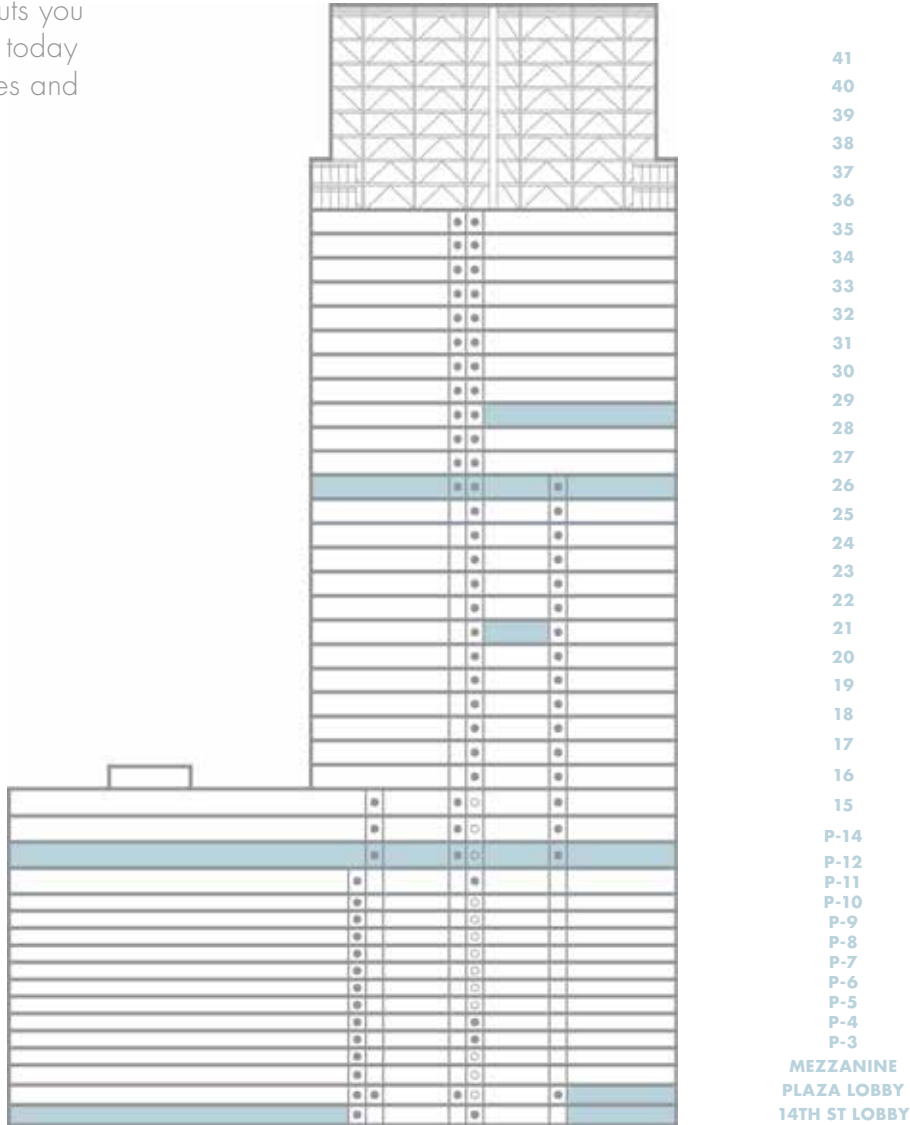 uts you
today
es and
41
40
39
38
37
36
35
34
33
32
31
30
29
28
27
26
25
24
23
22
21
20
19
18
17
16
15
P-14
P-12
P-11
P-10
P-9
P-8
P-7
P-6
P-5
P-4
P-3
MEZZANINE
PLAZA LOBBY
14TH ST LOBBY